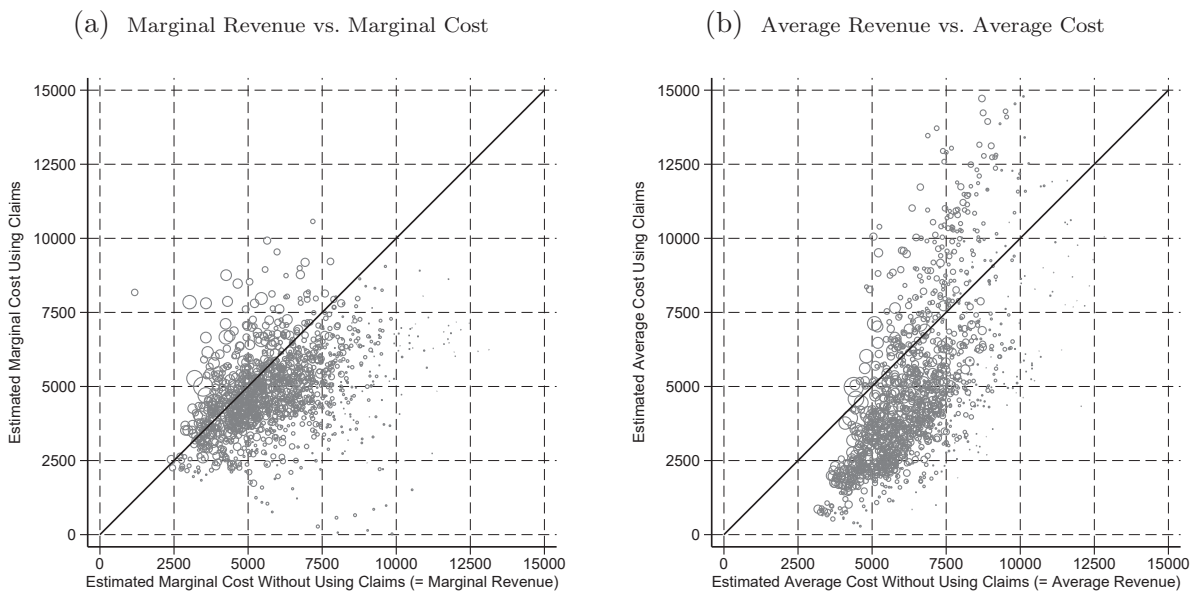 (a) Marginal Revenue vs. Marginal Cost
Estimated Marginal Cost Using Claims
15000
12500
10000
7500
5000
2500
0
0 2500 5000 7500 10000 12500 15000
Estimated Marginal Cost Without Using Claims (= Marginal Revenue)
(b) Average Revenue vs. Average Cost
Estimated Average Cost Using Claims
15000
12500
10000
7500
5000
2500
0
0 2500 5000 7500 10000 12500 15000
Estimated Average Cost Without Using Claims (= Average Revenue)